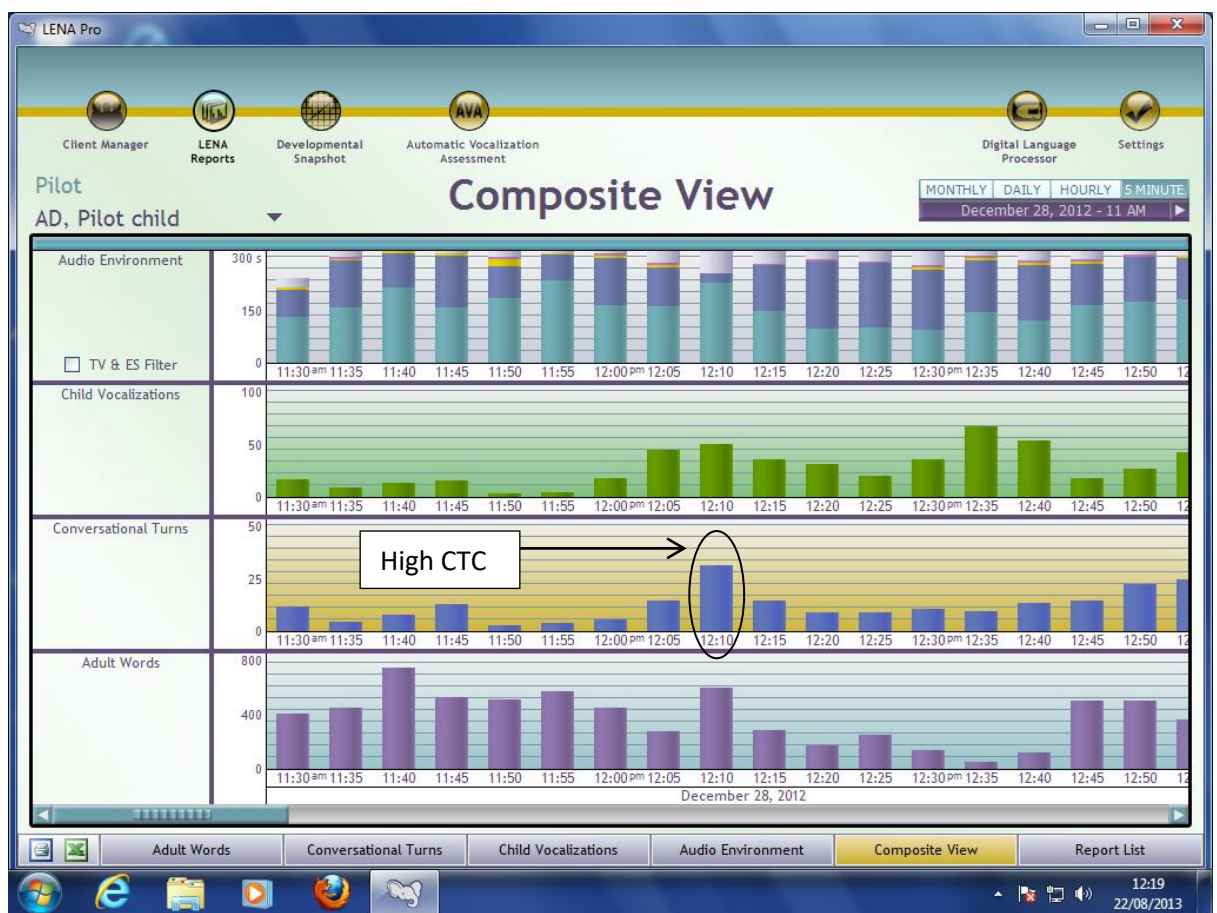 LENA Pro
Client Manager
LENA
Reports
Developmental
Snapshot
AVA
Automatic Vocalization
Assessment
Digital Language
Processor
Settings
Pilot
AD, Pilot child
Composite View
MONTHLY DAILY HOURLY 5 MINUTE
December 28, 2012 - 11 AM
Audio Environment
TV & ES Filter
300 s
150
0
11:30 am 11:35 11:40 11:45 11:50 11:55 12:00 pm 12:05 12:10 12:15 12:20 12:25 12:30 pm 12:35 12:40 12:45 12:50 12
Child Vocalizations
100
50
0
11:30 am 11:35 11:40 11:45 11:50 11:55 12:00 pm 12:05 12:10 12:15 12:20 12:25 12:30 pm 12:35 12:40 12:45 12:50 12
Conversational Turns
50
25
0
High CTC
11:30 am 11:35 11:40 11:45 11:50 11:55 12:00 pm 12:05 12:10 12:15 12:20 12:25 12:30 pm 12:35 12:40 12:45 12:50 12
Adult Words
800
400
0
11:30 am 11:35 11:40 11:45 11:50 11:55 12:00 pm 12:05 12:10 12:15 12:20 12:25 12:30 pm 12:35 12:40 12:45 12:50 12
December 28, 2012
Adult Words Conversational Turns Child Vocalizations Audio Environment Composite View Report List
12:19
22/08/2013